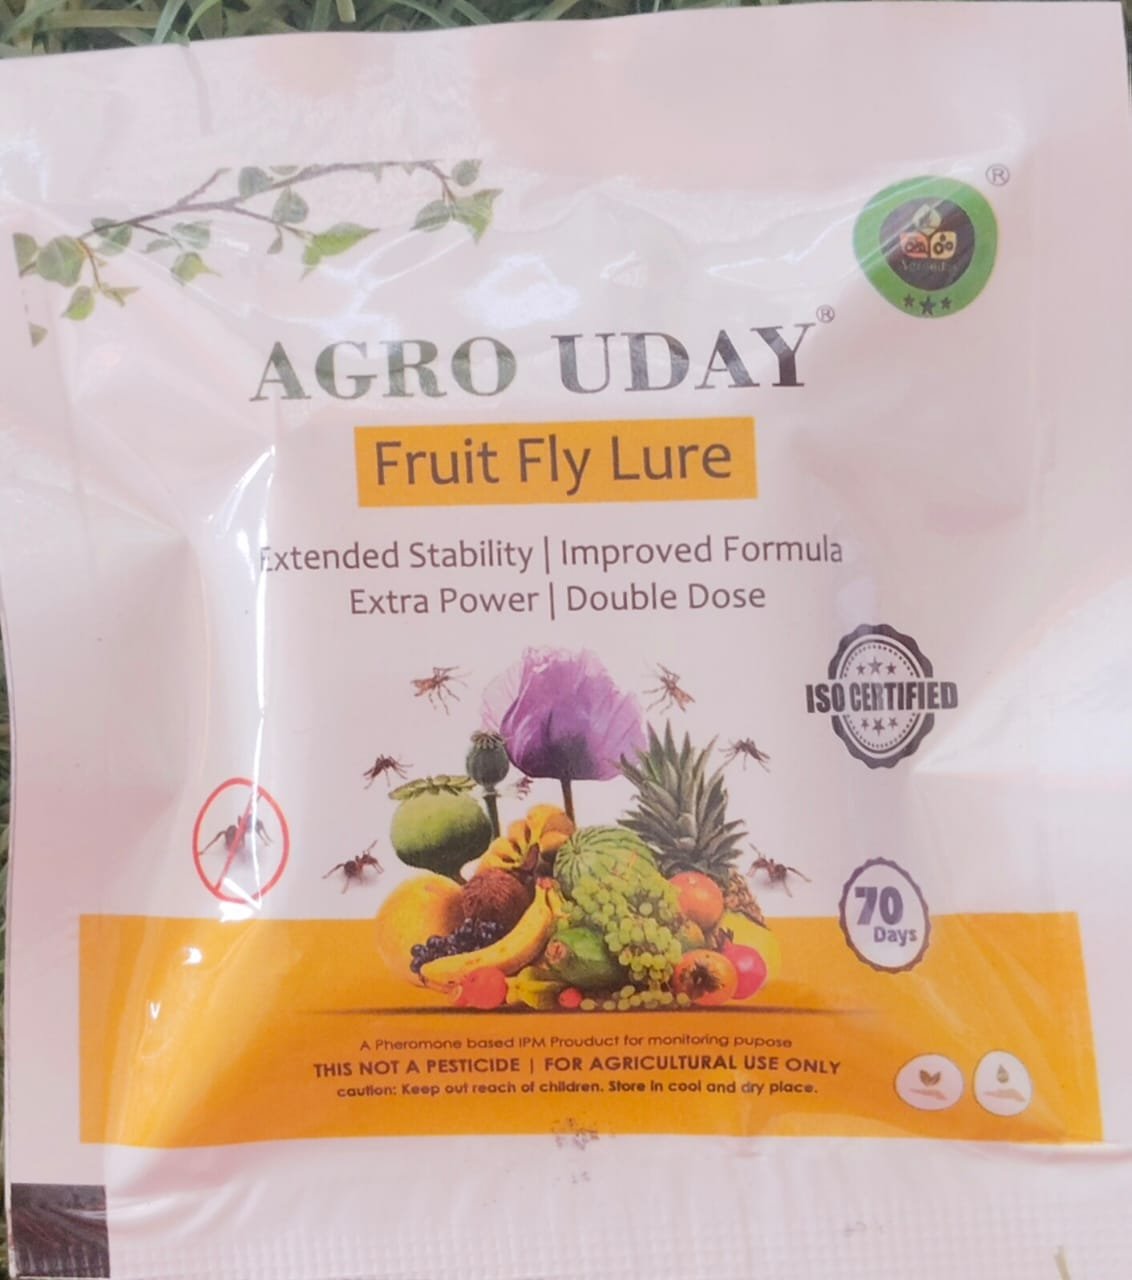 ®
AGRO UDAY®
Fruit Fly Lure
Extended Stability | Improved Formula
Extra Power | Double Dose
ISO CERTIFIED
70
Days
A Pheromone based IPM Prouduct for monitoring pupose
THIS NOT A PESTICIDE | FOR AGRICULTURAL USE ONLY
caution: Keep out reach of children. Store in cool and dry place.